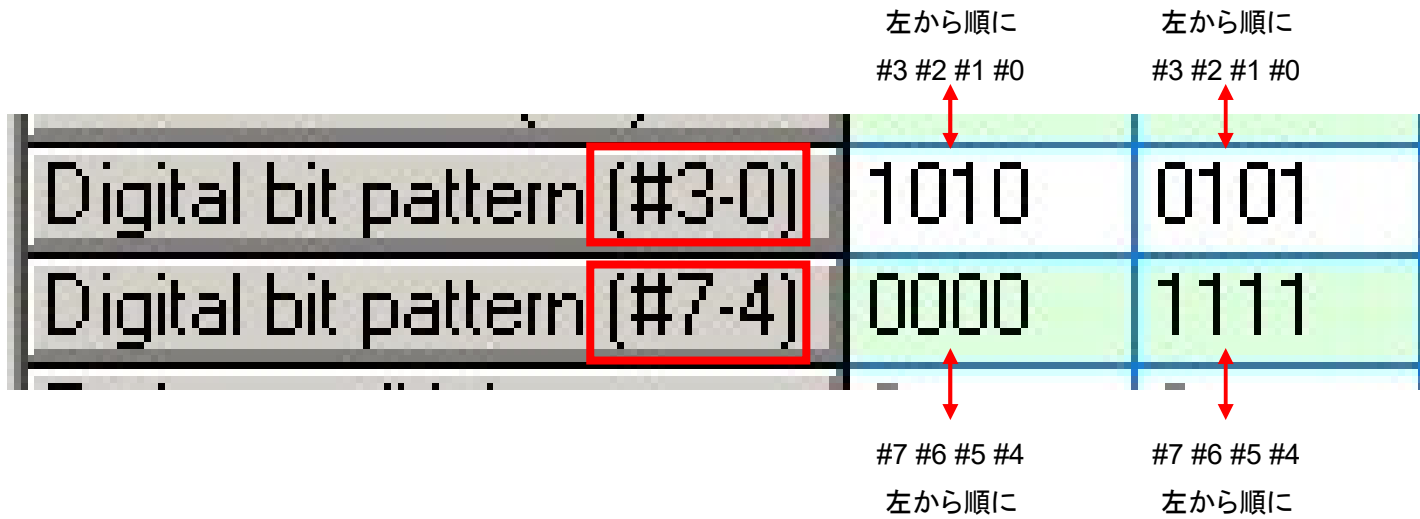 左から順に 左から順に
#3 #2 #1 #0 #3 #2 #1 #0
Digital bit pattern (#3-0) 1010 0101
Digital bit pattern (#7-4) 0000 1111
#7 #6 #5 #4 #7 #6 #5 #4
左から順に 左から順に